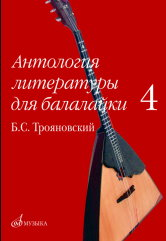 Антология
литературы
для балалайки 4
Б.С. Трояновский
МУЗЫКА